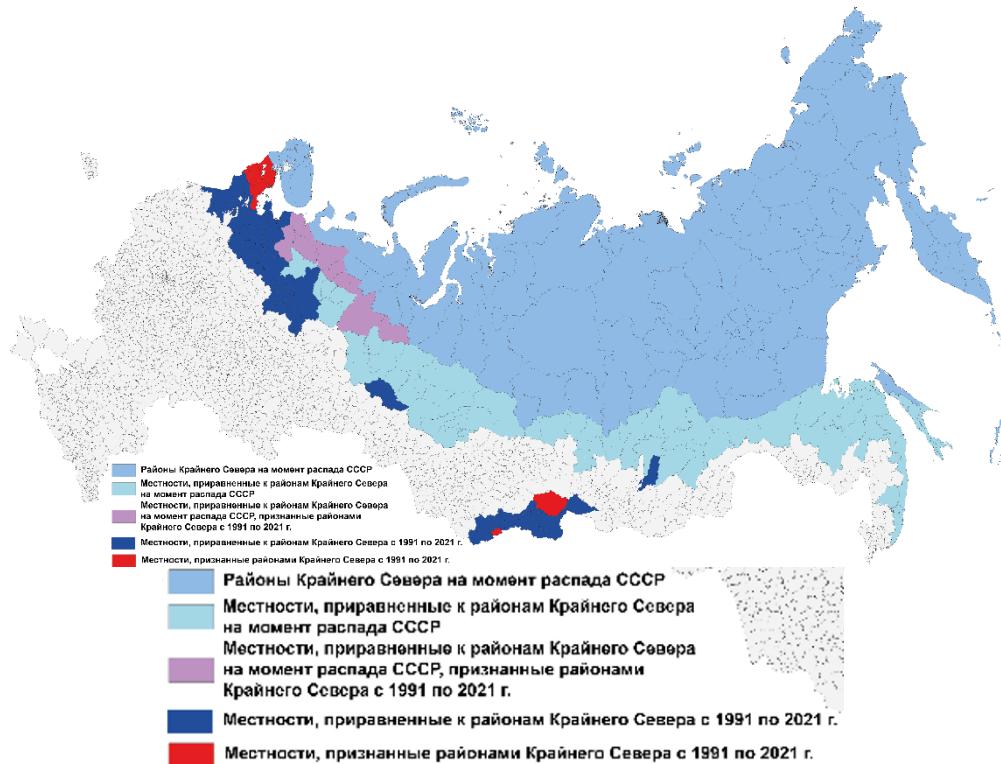 Районы Крайнего Севера на момент распада СССР
Местности, приравненные к районам Крайнего Севера
на момент распада СССР
Местности, приравненные к районам Крайнего Севера
на момент распада СССР, признанные районами
Крайнего Севера с 1991 по 2021 г.
Местности, приравненные к районам Крайнего Севера с 1991 по 2021 г.
Местности, признанные районами Крайнего Севера с 1991 по 2021 г.
Районы Крайнего Севера на момент распада СССР
Местности, приравненные к районам Крайнего Севера
на момент распада СССР
Местности, приравненные к районам Крайнего Севера
на момент распада СССР, признанные районами
Крайнего Севера с 1991 по 2021 г.
Местности, приравненные к районам Крайнего Севера с 1991 по 2021 г.
Местности, признанные районами Крайнего Севера с 1991 по 2021 г.